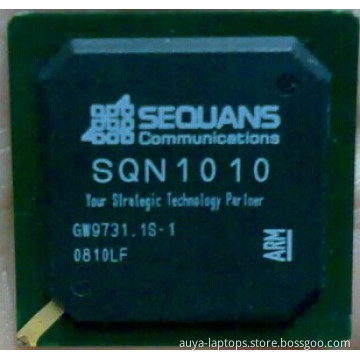 SEQUANS
Communications
SQN1010
Your Strategic Technology Partner
GW9731.1S-1
0810LF
ARM
auya-laptops.store.bossgoo.com